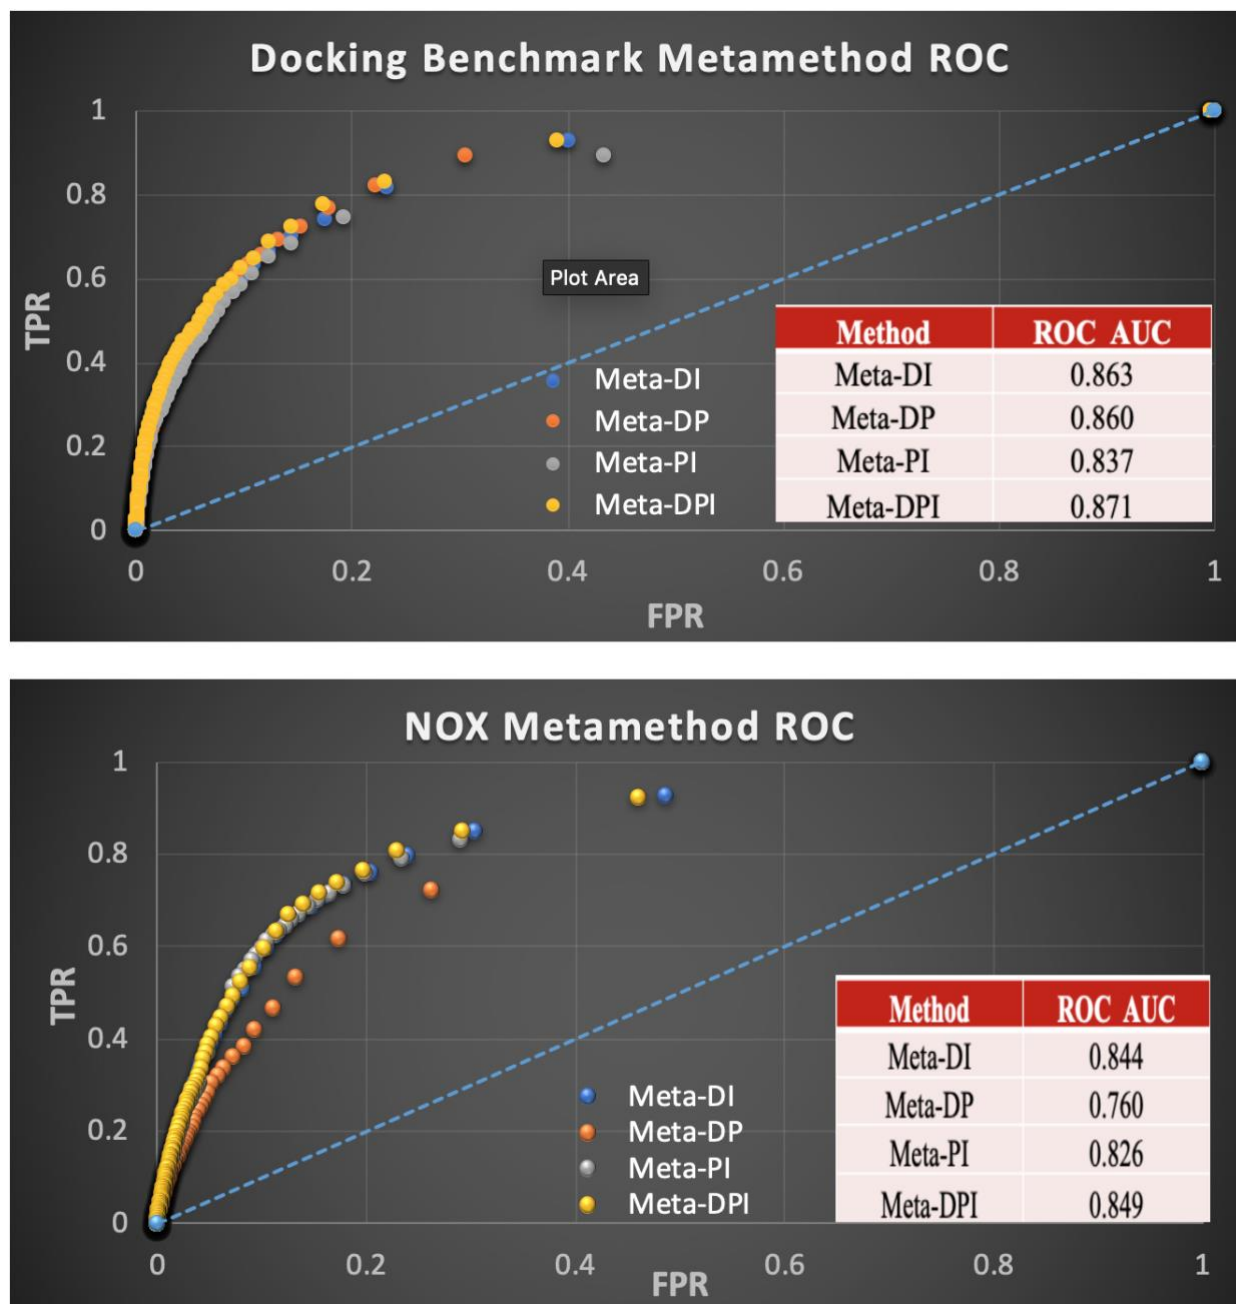 Docking Benchmark Metamethod ROC
1
0.8
0.6
0.4
0.2
0
TPR
Plot Area
Meta-DI
Meta-DP
Meta-PI
Meta-DPI
Method ROC AUC
Meta-DI 0.863
Meta-DP 0.860
Meta-PI 0.837
Meta-DPI 0.871
0 0.2 0.4 0.6 0.8 1
FPR
NOX Metamethod ROC
1
0.8
0.6
0.4
0.2
0
TPR
Meta-DI
Meta-DP
Meta-PI
Meta-DPI
Method ROC AUC
Meta-DI 0.844
Meta-DP 0.760
Meta-PI 0.826
Meta-DPI 0.849
0 0.2 0.4 0.6 0.8 1
FPR